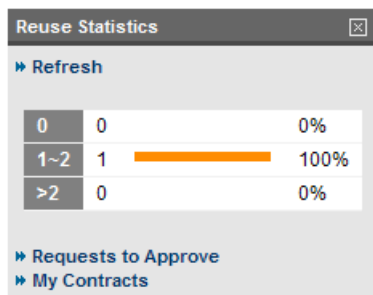 Reuse Statistics
Refresh
0 0 0%
1~2 1 100%
>2 0 0%
Requests to Approve
My Contracts